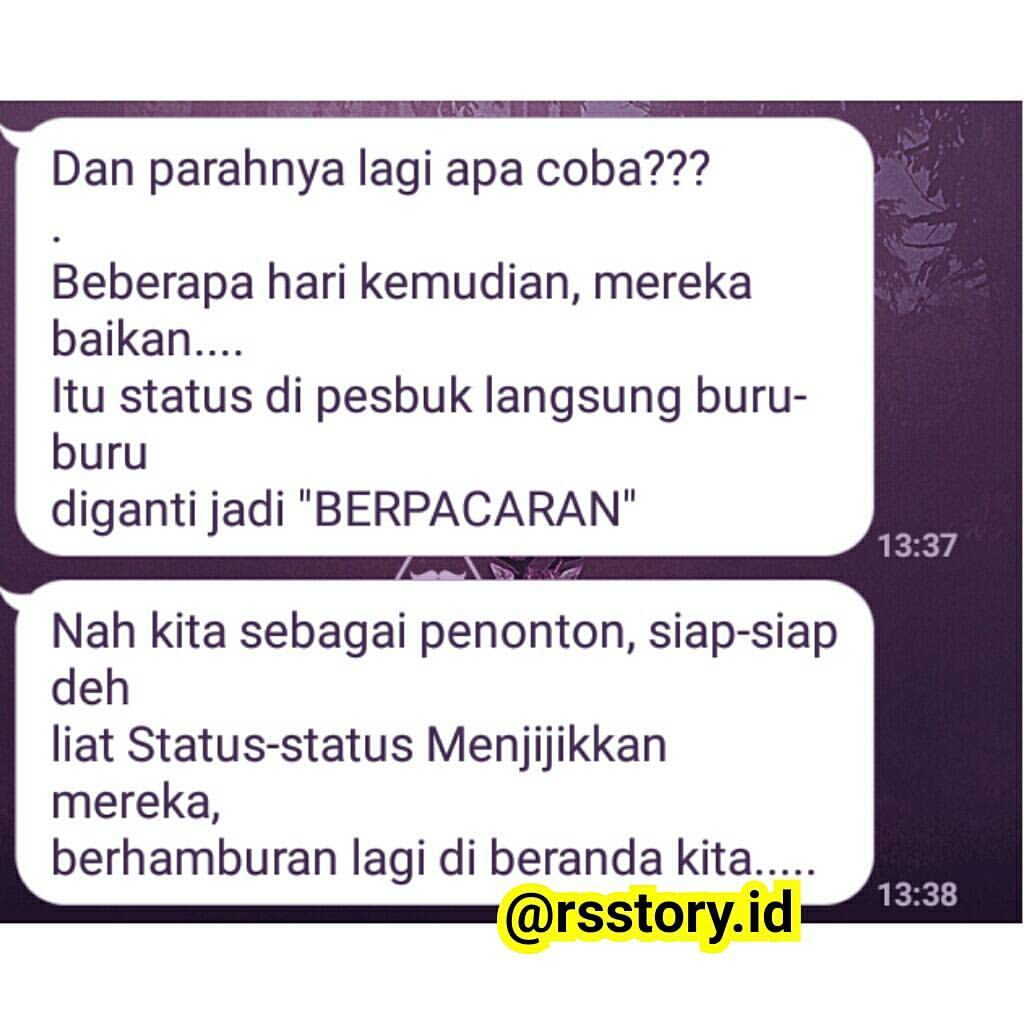 Dan parahnya lagi apa coba???
.
Beberapa hari kemudian, mereka
baikan....
Itu status di pesbuk langsung buru-
buru
diganti jadi "BERPACARAN"
13:37
Nah kita sebagai penonton, siap-siap
deh
liat Status-status Menjijikkan
mereka,
berhamburan lagi di beranda kita.....
13:38
@rsstory.id